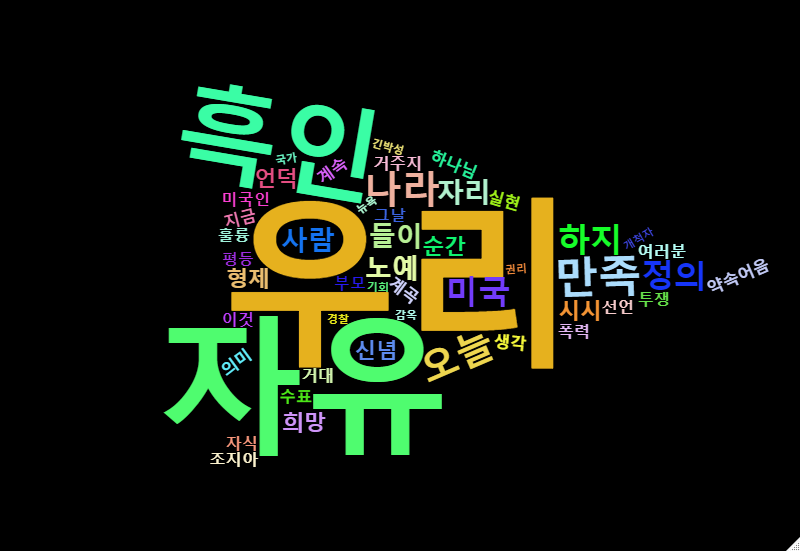 흑인
긴박성
국가
계속
거주지
하나님
언덕
나리
자리
실현
미국인
뉴욕
그날
지금
우리
훌륭
사람
들이
순간
하지
개척자
여러분
평등
형제
노예
권리
만족
정의
약속어음
부모
기회
계곡
미국
시시
선언
투쟁
이것
경찰
감옥
폭력
자유
신념
오늘
생각
의미
거대
수표
희망
자식
조지아